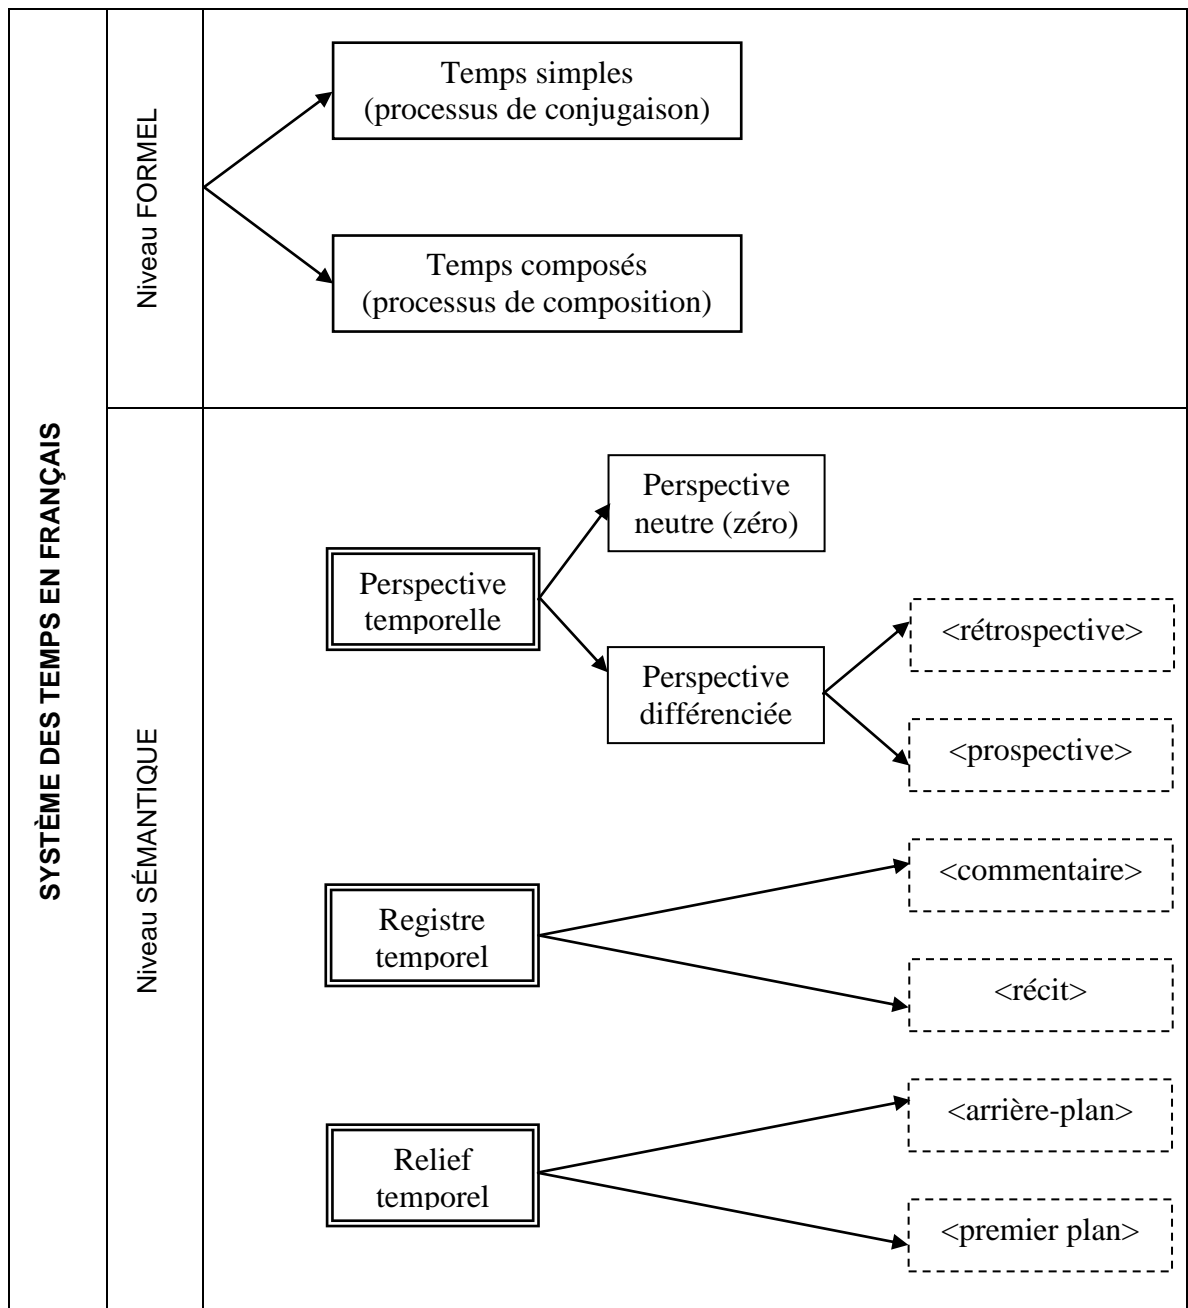 SYSTÈME DES TEMPS EN FRANÇAIS
Niveau FORMEL
Temps simples
(processus de conjugaison)
Temps composés
(processus de composition)
Niveau SÉMANTIQUE
Perspective
temporelle
Perspective
neutre (zéro)
Perspective
différenciée
<rétrospective>
<prospective>
Registre
temporel
<commentaire>
<récit>
Relief
temporel
<arrière-plan>
<premier plan>